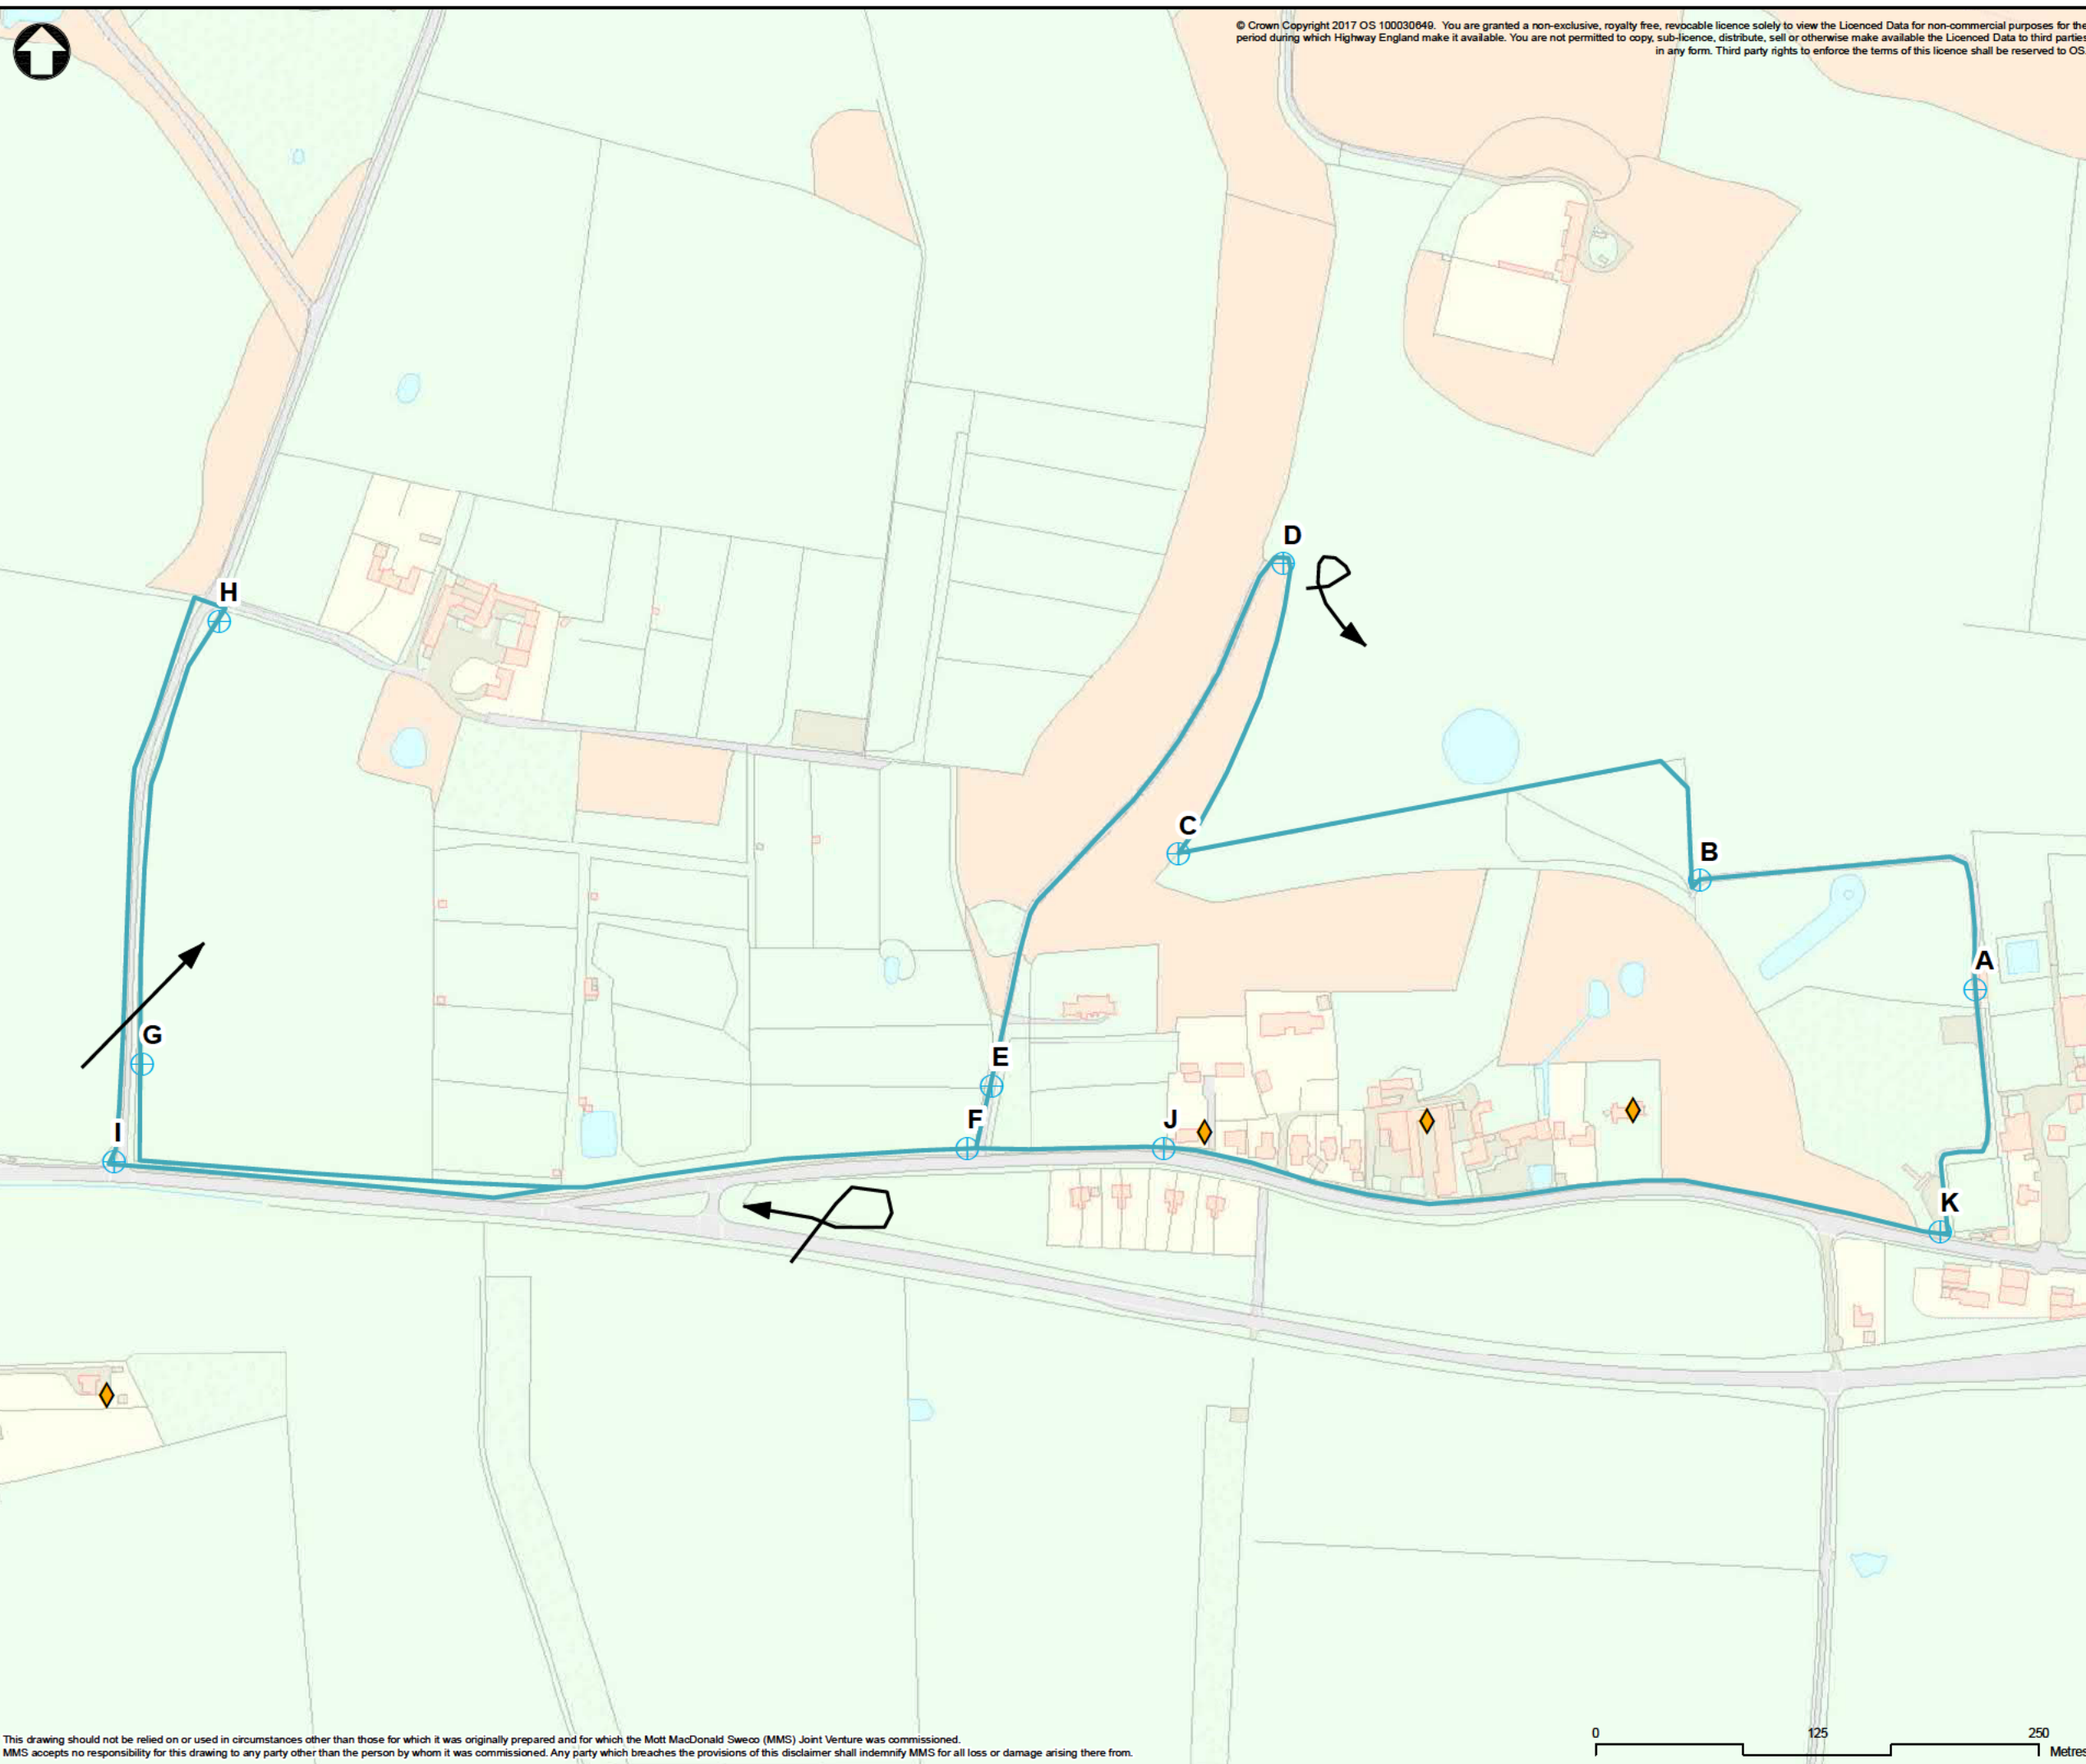 © Crown Copyright 2017 OS 100030649. You are granted a non-exclusive, royalty free, revocable licence solely to view the Licenced Data for non-commercial purposes for the
period during which Highway England make it available. You are not permitted to copy, sub-licence, distribute, sell or otherwise make available the Licenced Data to third parties
in any form. Third party rights to enforce the terms of this licence shall be reserved to OS.
D
H
C
B
A
G
E
F
J
I
K
This drawing should not be relied on or used in circumstances other than those for which it was originally prepared and for which the Mott MacDonald Sweco (MMS) Joint Venture was commissioned.
MMS accepts no responsibility for this drawing to any party other than the person by whom it was commissioned. Any party which breaches the provisions of this disclaimer shall indemnify MMS for all loss or damage arising there from.
0 125 250
Metres